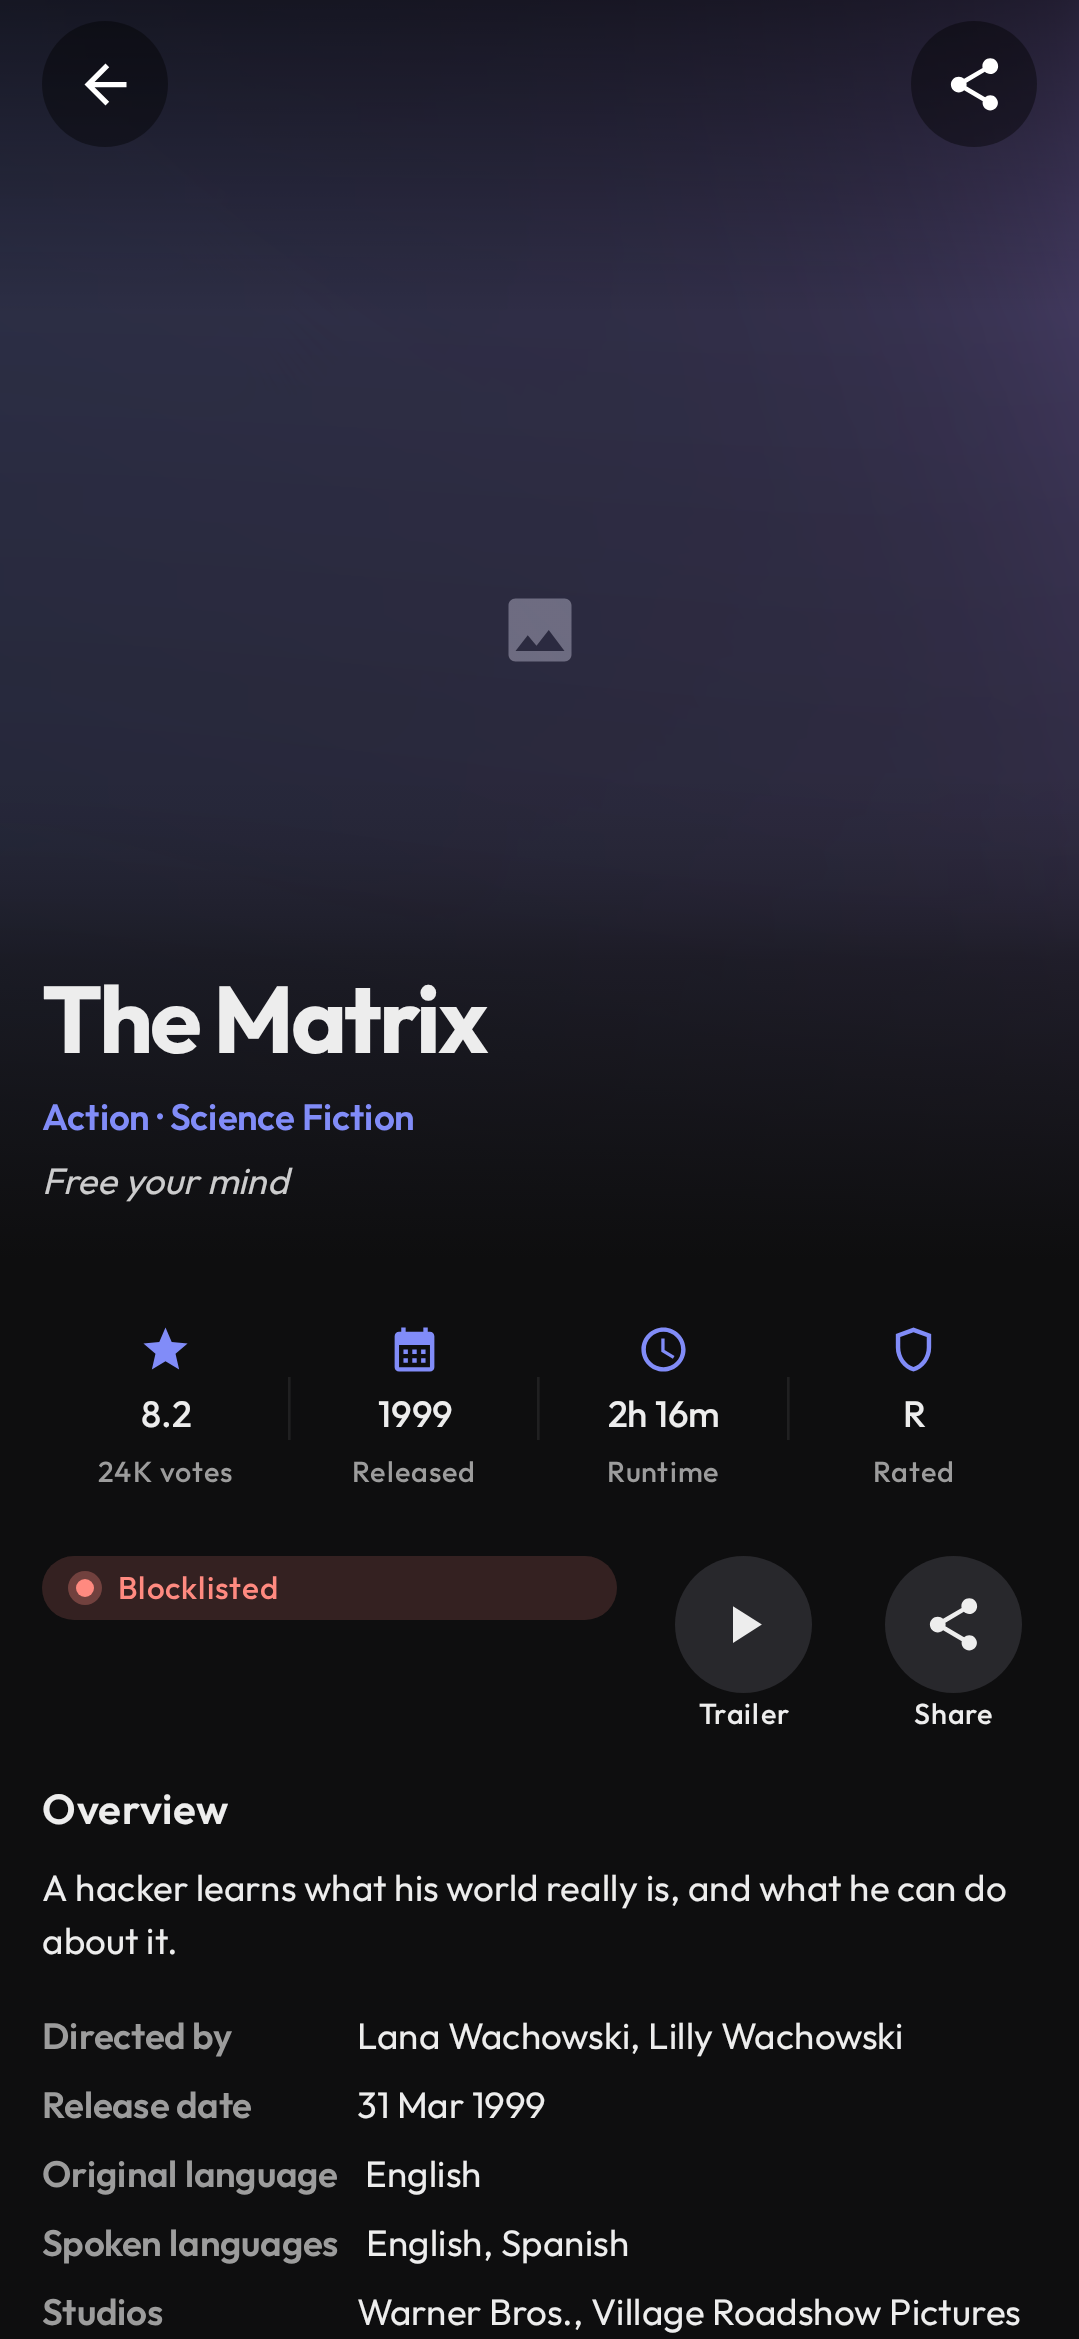 The Matrix
Action · Science Fiction
Free your mind
8.2
24K votes
1999
Released
2h 16m
Runtime
R
Rated
Blocklisted
Trailer
Share
Overview
A hacker learns what his world really is, and what he can do
about it.
Directed by Lana Wachowski, Lilly Wachowski
Release date 31 Mar 1999
Original language English
Spoken languages English, Spanish
Studios Warner Bros., Village Roadshow Pictures